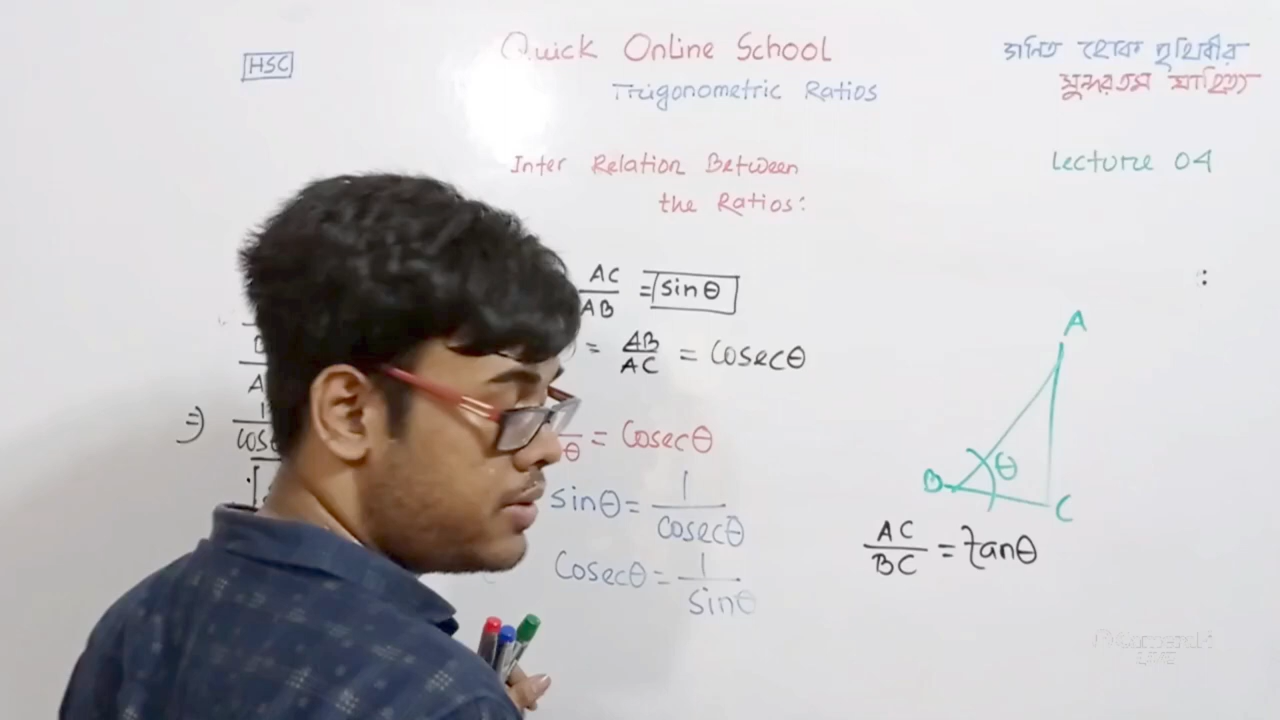 HSC
Quick Online School
Trigonometric Ratios
গনিত হোক পৃথিবীর
সুন্দরতম সাহিত্য
Lecture 04
Inter Relation Between
the Ratios:
AC/AB = sinθ
= AB/AC = cosecθ
= cosecθ
sinθ = 1/cosecθ
cosecθ = 1/sinθ
A
θ
B
C
AC/BC = tanθ